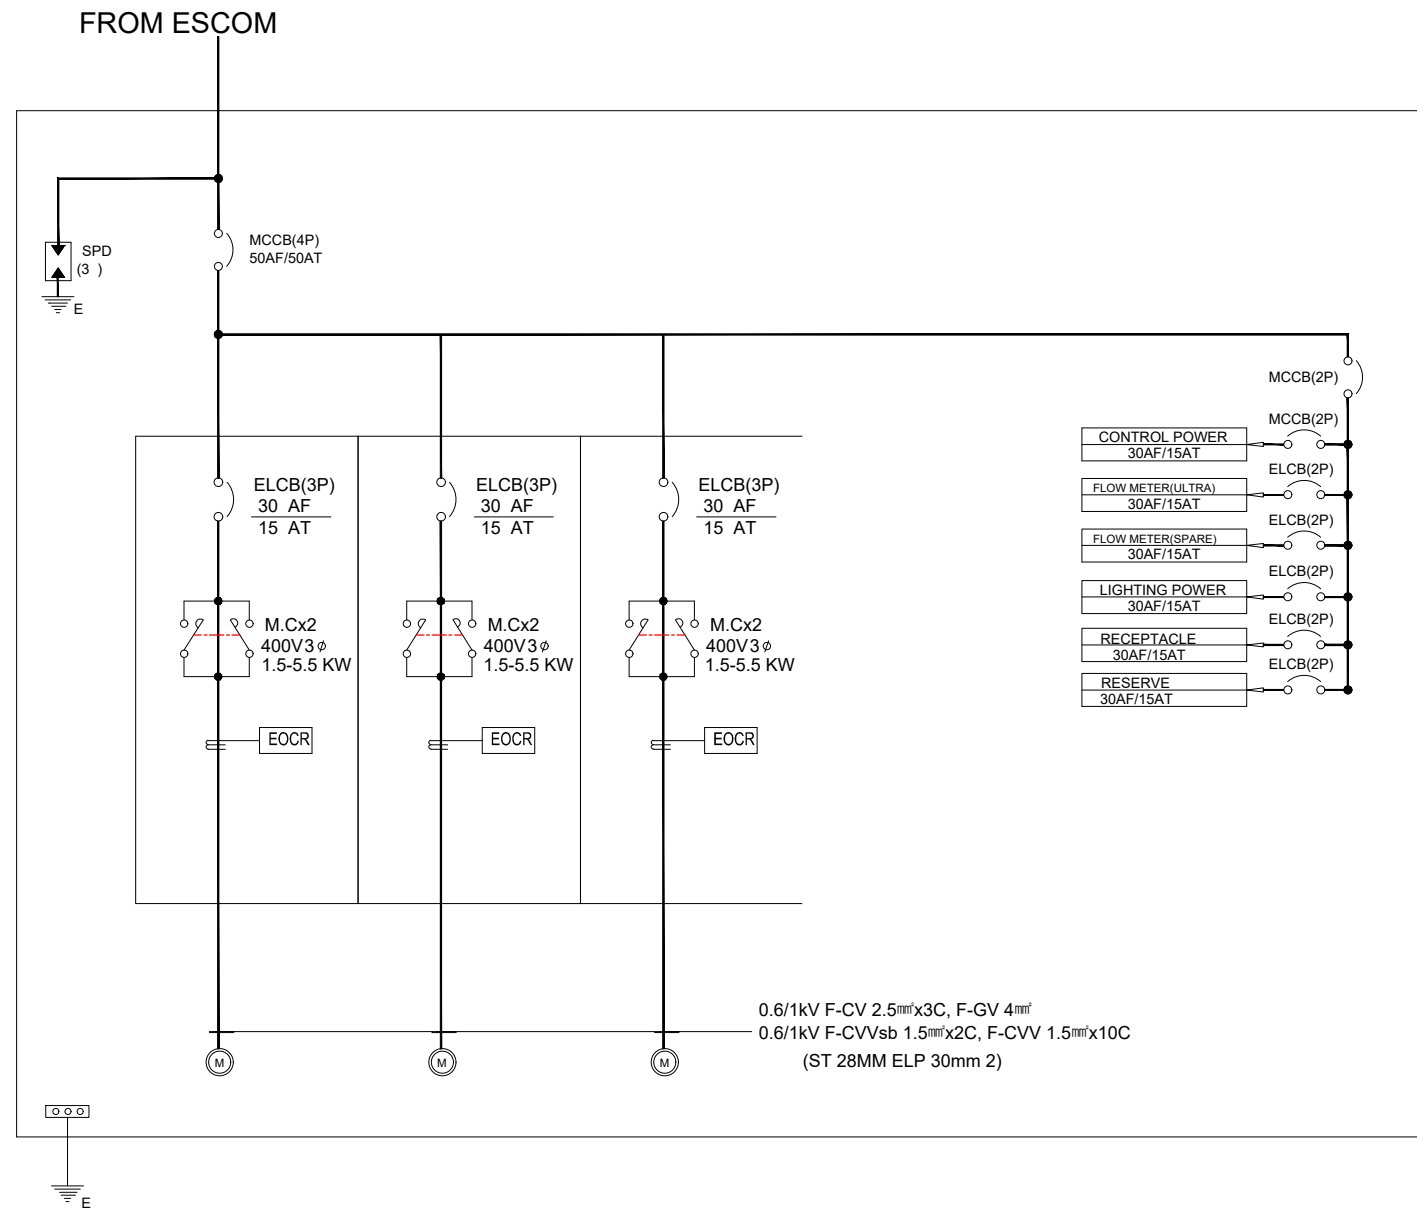 FROM ESCOM
SPD
(3 )
E
MCCB(4P)
50AF/50AT
MCCB(2P)
MCCB(2P)
CONTROL POWER
30AF/15AT
ELCB(2P)
FLOW METER(ULTRA)
30AF/15AT
ELCB(2P)
FLOW METER(SPARE)
30AF/15AT
ELCB(2P)
LIGHTING POWER
30AF/15AT
ELCB(2P)
RECEPTACLE
30AF/15AT
ELCB(2P)
RESERVE
30AF/15AT
ELCB(3P)
30 AF
15 AT
M.Cx2
400V3⌀
1.5-5.5 KW
EOCR
ELCB(3P)
30 AF
15 AT
M.Cx2
400V3⌀
1.5-5.5 KW
EOCR
ELCB(3P)
30 AF
15 AT
M.Cx2
400V3⌀
1.5-5.5 KW
EOCR
0.6/1kV F-CV 2.5㎟x3C, F-GV 4㎟
0.6/1kV F-CVVsb 1.5㎟x2C, F-CVV 1.5㎟x10C
(ST 28MM ELP 30mm 2)
M
M
M
E